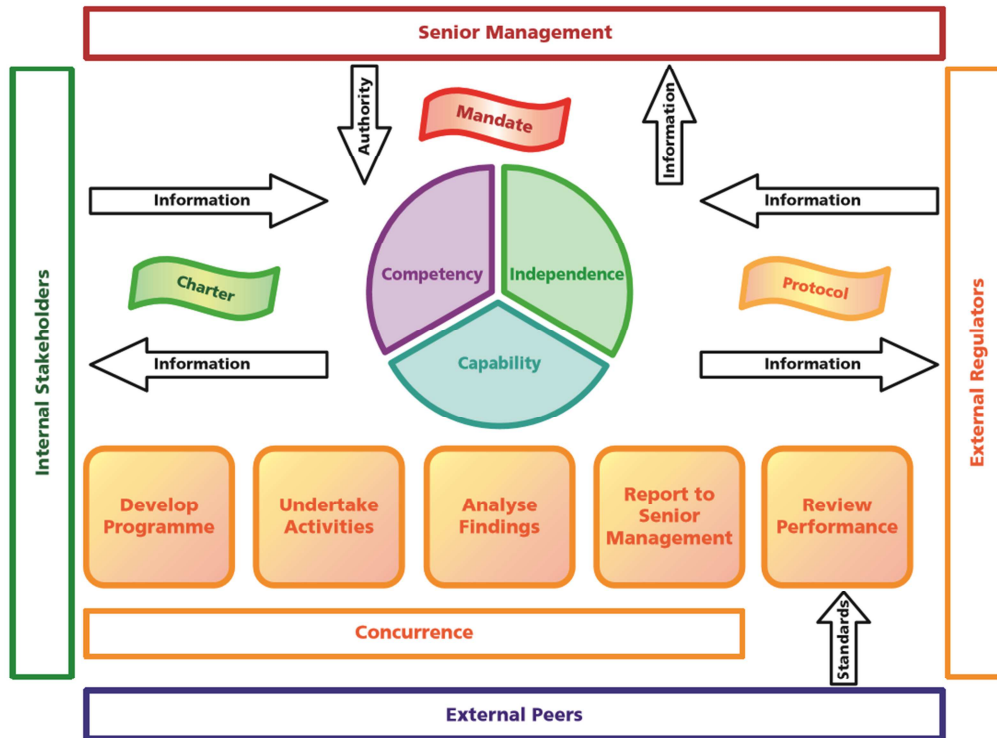 Senior Management
Authority
Mandate
Information
Information
Information
Internal Stakeholders
Charter
Competency
Independence
Protocol
External Regulators
Information
Capability
Information
Develop
Programme
Undertake
Activities
Analyse
Findings
Report to
Senior
Management
Review
Performance
Concurrence
Standards
External Peers